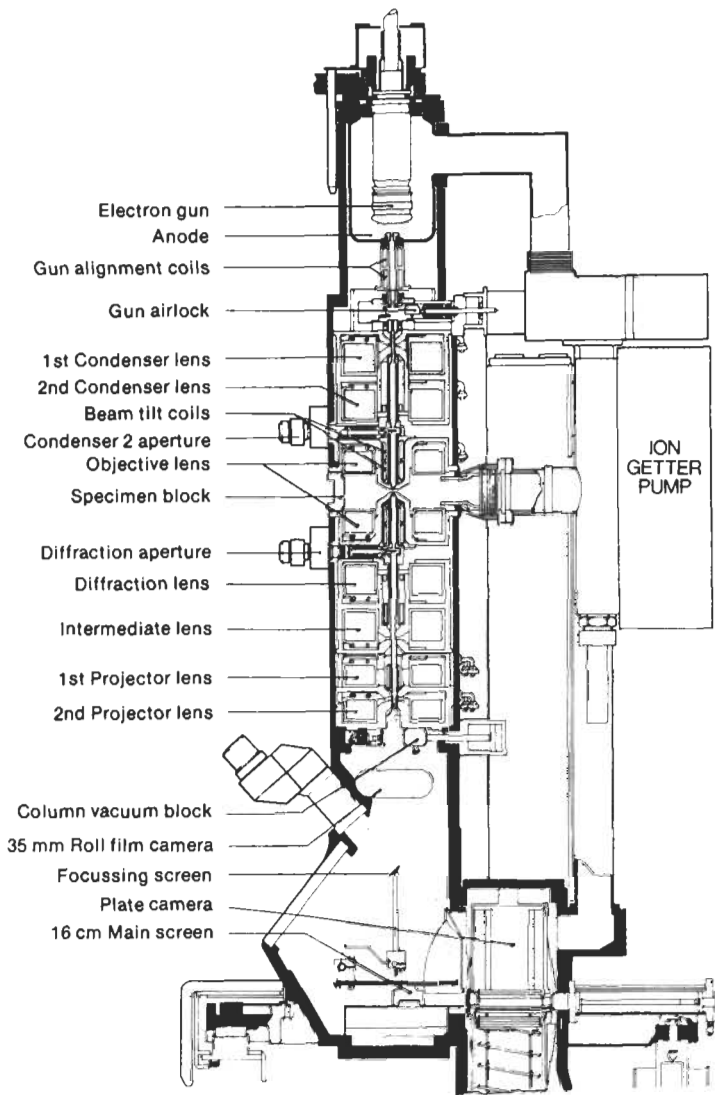 Electron gun
Anode
Gun alignment coils
Gun airlock
1st Condenser lens
2nd Condenser lens
Beam tilt coils
Condenser 2 aperture
Objective lens
Specimen block
Diffraction aperture
Diffraction lens
Intermediate lens
1st Projector lens
2nd Projector lens
Column vacuum block
35 mm Roll film camera
Focussing screen
Plate camera
16 cm Main screen
ION
GETTER
PUMP